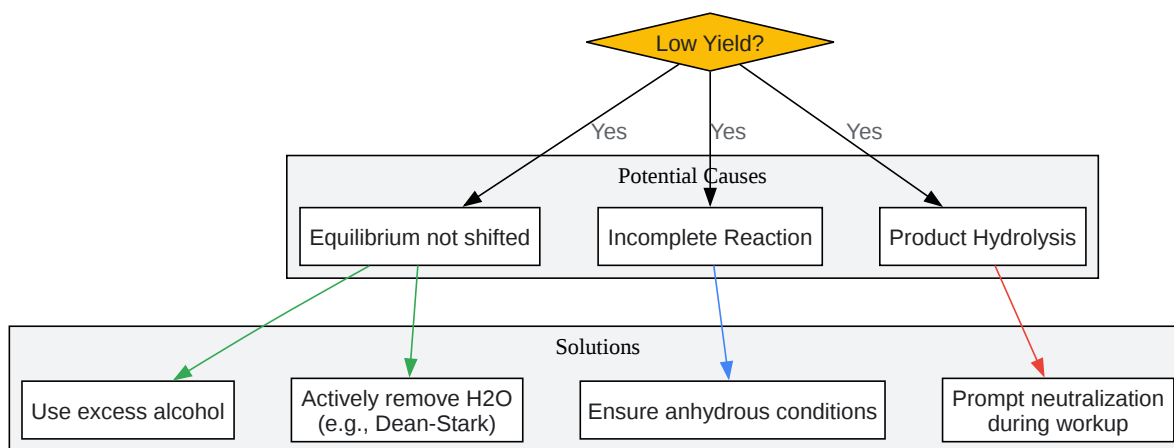 Low Yield?
Yes
Yes
Yes
Potential Causes
Equilibrium not shifted
Incomplete Reaction
Product Hydrolysis
Solutions
Use excess alcohol
Actively remove H2O
(e.g., Dean-Stark)
Ensure anhydrous conditions
Prompt neutralization
during workup